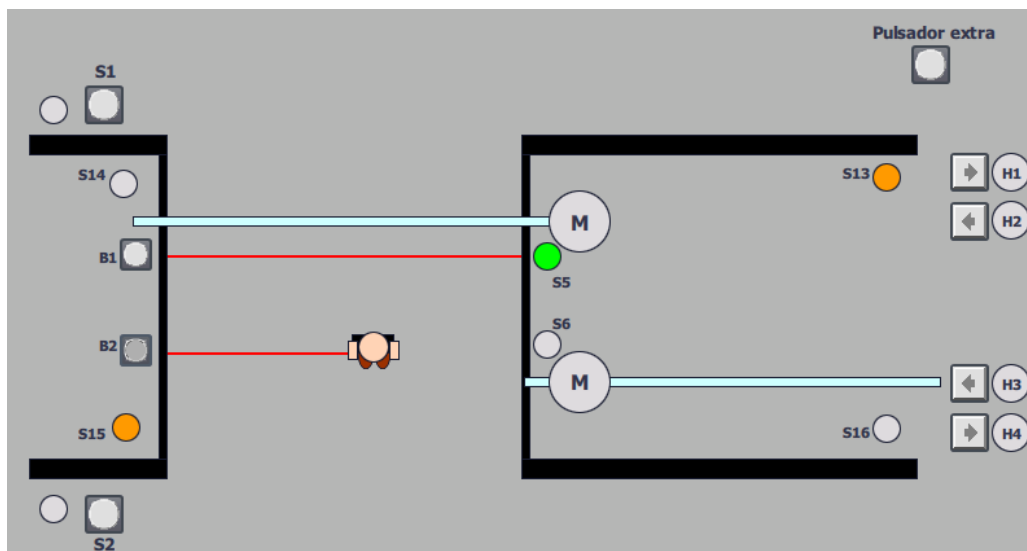 Pulsador extra
S1
S14
S13
H1
M
H2
B1
S5
S6
B2
M
H3
S15
S16
H4
S2